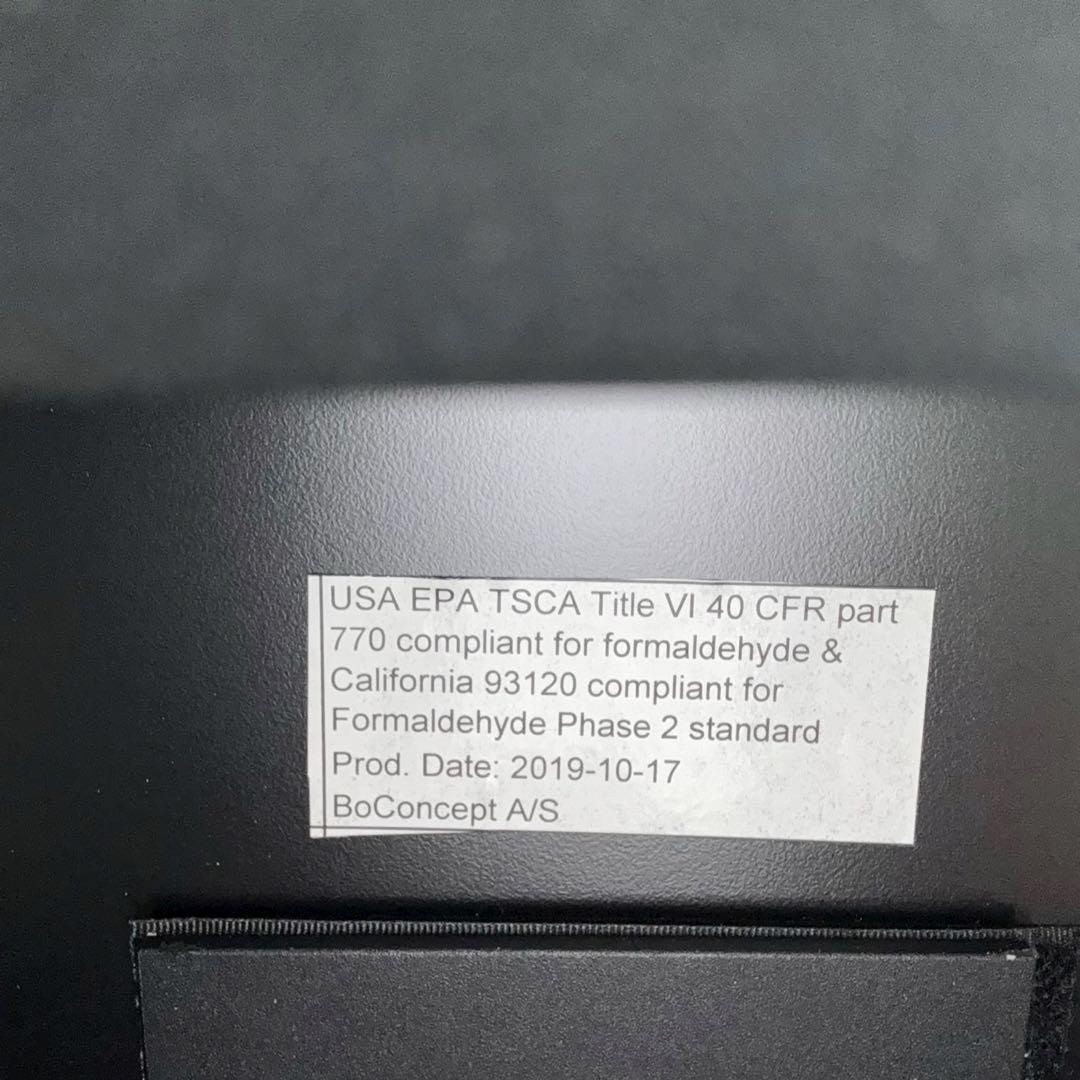 USA EPA TSCA Title VI 40 CFR part
770 compliant for formaldehyde &
California 93120 compliant for
Formaldehyde Phase 2 standard
Prod. Date: 2019-10-17
BoConcept A/S